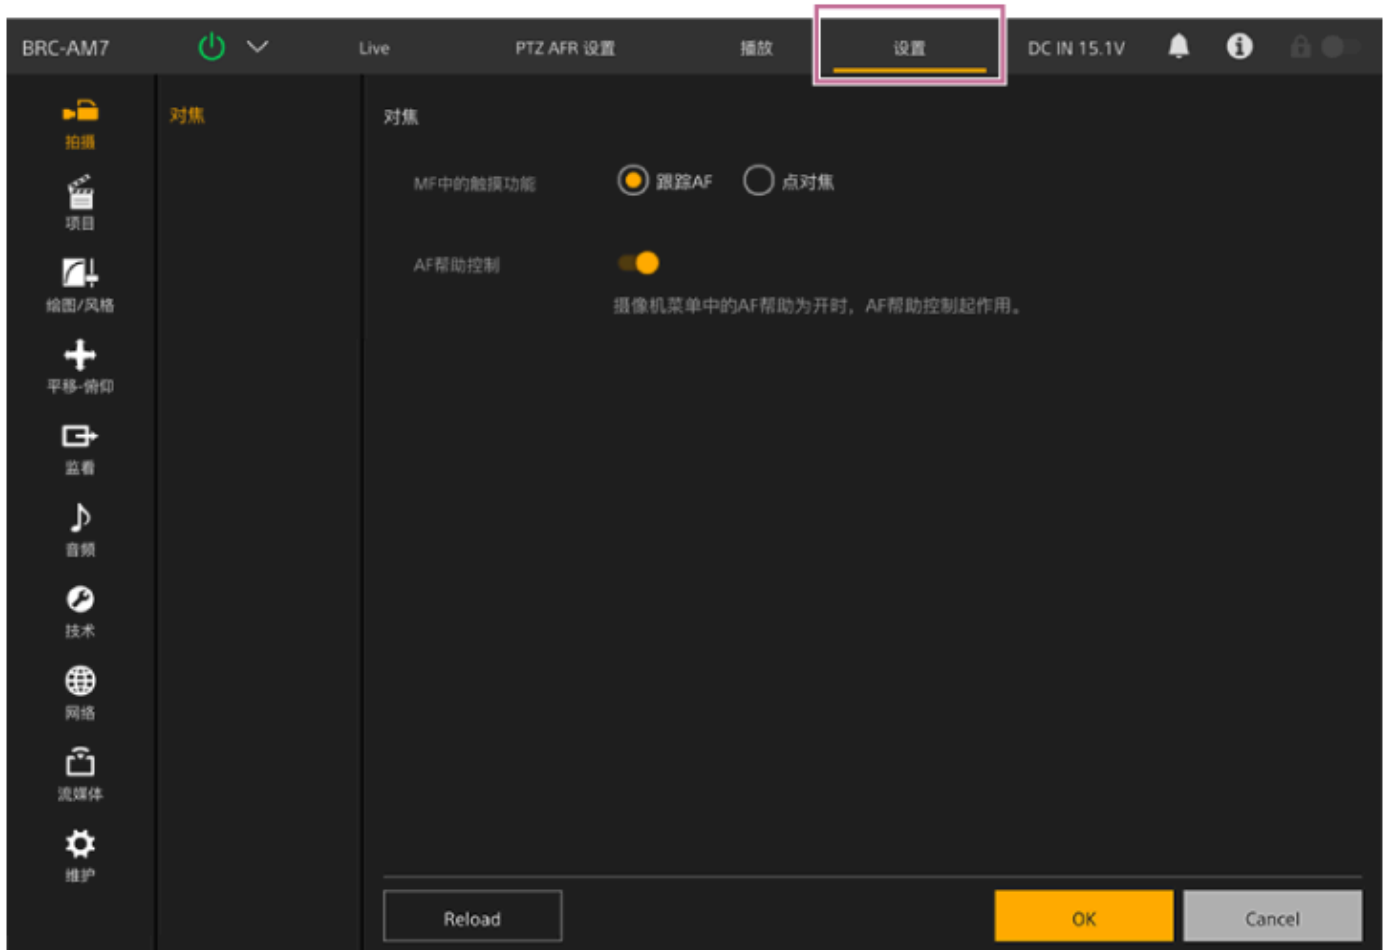 BRC-AM7
Live
PTZ AFR 设置
播放
设置
DC IN 15.1V
拍摄
项目
绘图/风格
平移-俯仰
监看
音频
技术
网络
流媒体
维护
对焦
对焦
MF中的触摸功能
跟踪AF
点对焦
AF帮助控制
摄像机菜单中的AF帮助为开时，AF帮助控制起作用。
Reload
OK
Cancel